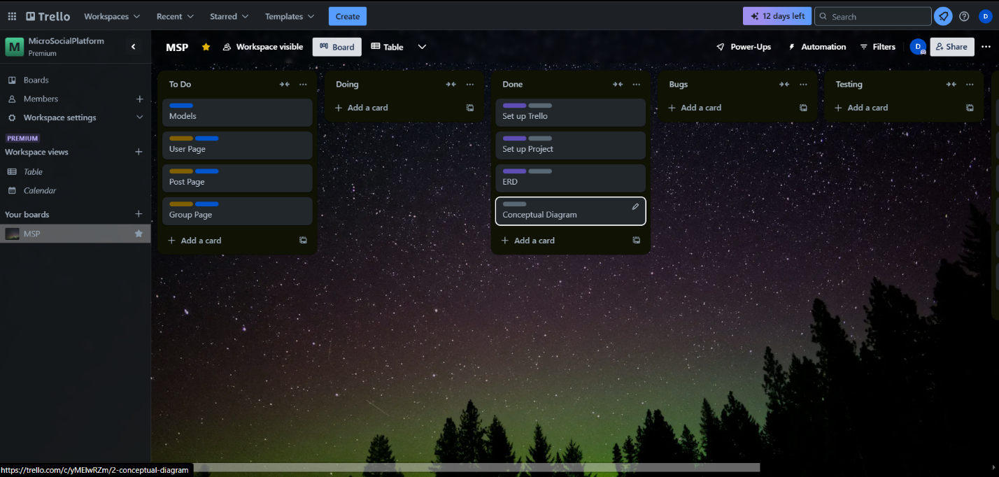 Trello
Workspaces
Recent
Starred
Templates
Create
12 days left
Search
D
M
MicroSocialPlatform
Premium
MSP
Workspace visible
Board
Table
Power-Ups
Automation
Filters
D
Share
Boards
Members
Workspace settings
PREMIUM
Workspace views
Table
Calendar
Your boards
MSP
To Do
Models
User Page
Post Page
Group Page
Add a card
Doing
Add a card
Done
Set up Trello
Set up Project
ERD
Conceptual Diagram
Add a card
Bugs
Add a card
Testing
Add a card
https://trello.com/c/yMElwRZm/2-conceptual-diagram